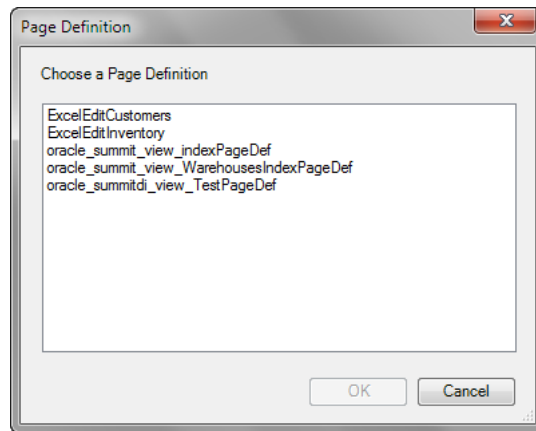 Page Definition
Choose a Page Definition
ExcelEditCustomers
ExcelEditInventory
oracle_summit_view_indexPageDef
oracle_summit_view_WarehousesIndexPageDef
oracle_summitdi_view_TestPageDef
OK Cancel